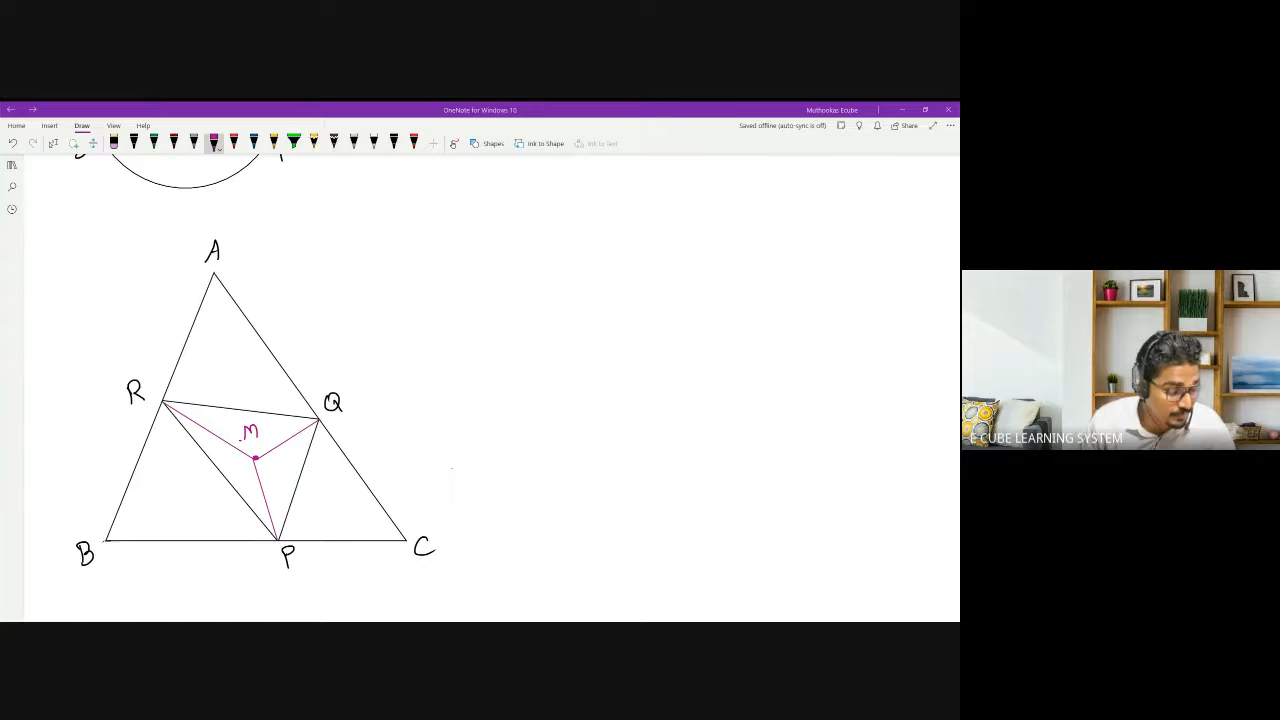 OneNote for Windows 10
Muthookas Ecube
Home Insert Draw View Help
Saved offline (auto-sync is off)
Share
Shapes
Ink to Shape
Ink to Text
A
R
Q
M
B
P
C
E CUBE LEARNING SYSTEM